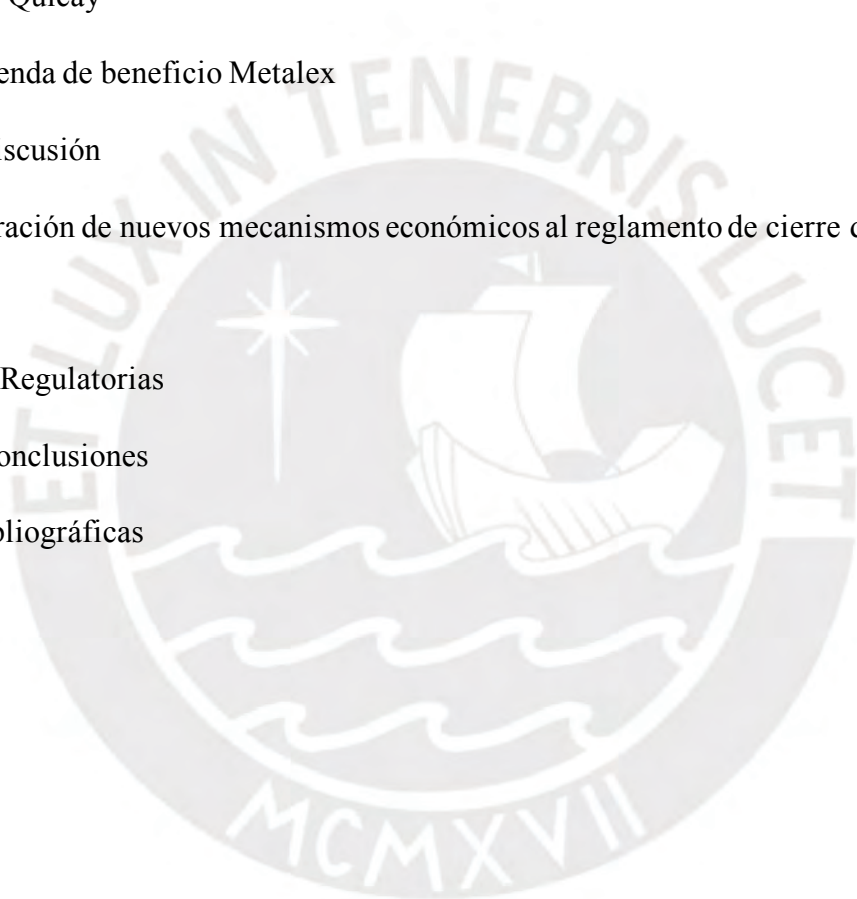 Quicay
enda de beneficio Metalex
iscusión
ración de nuevos mecanismos económicos al reglamento de cierre
Regulatorias
onclusiones
bliográficas
ET LUX IN TENEBRIS LUCET
MCMXVII